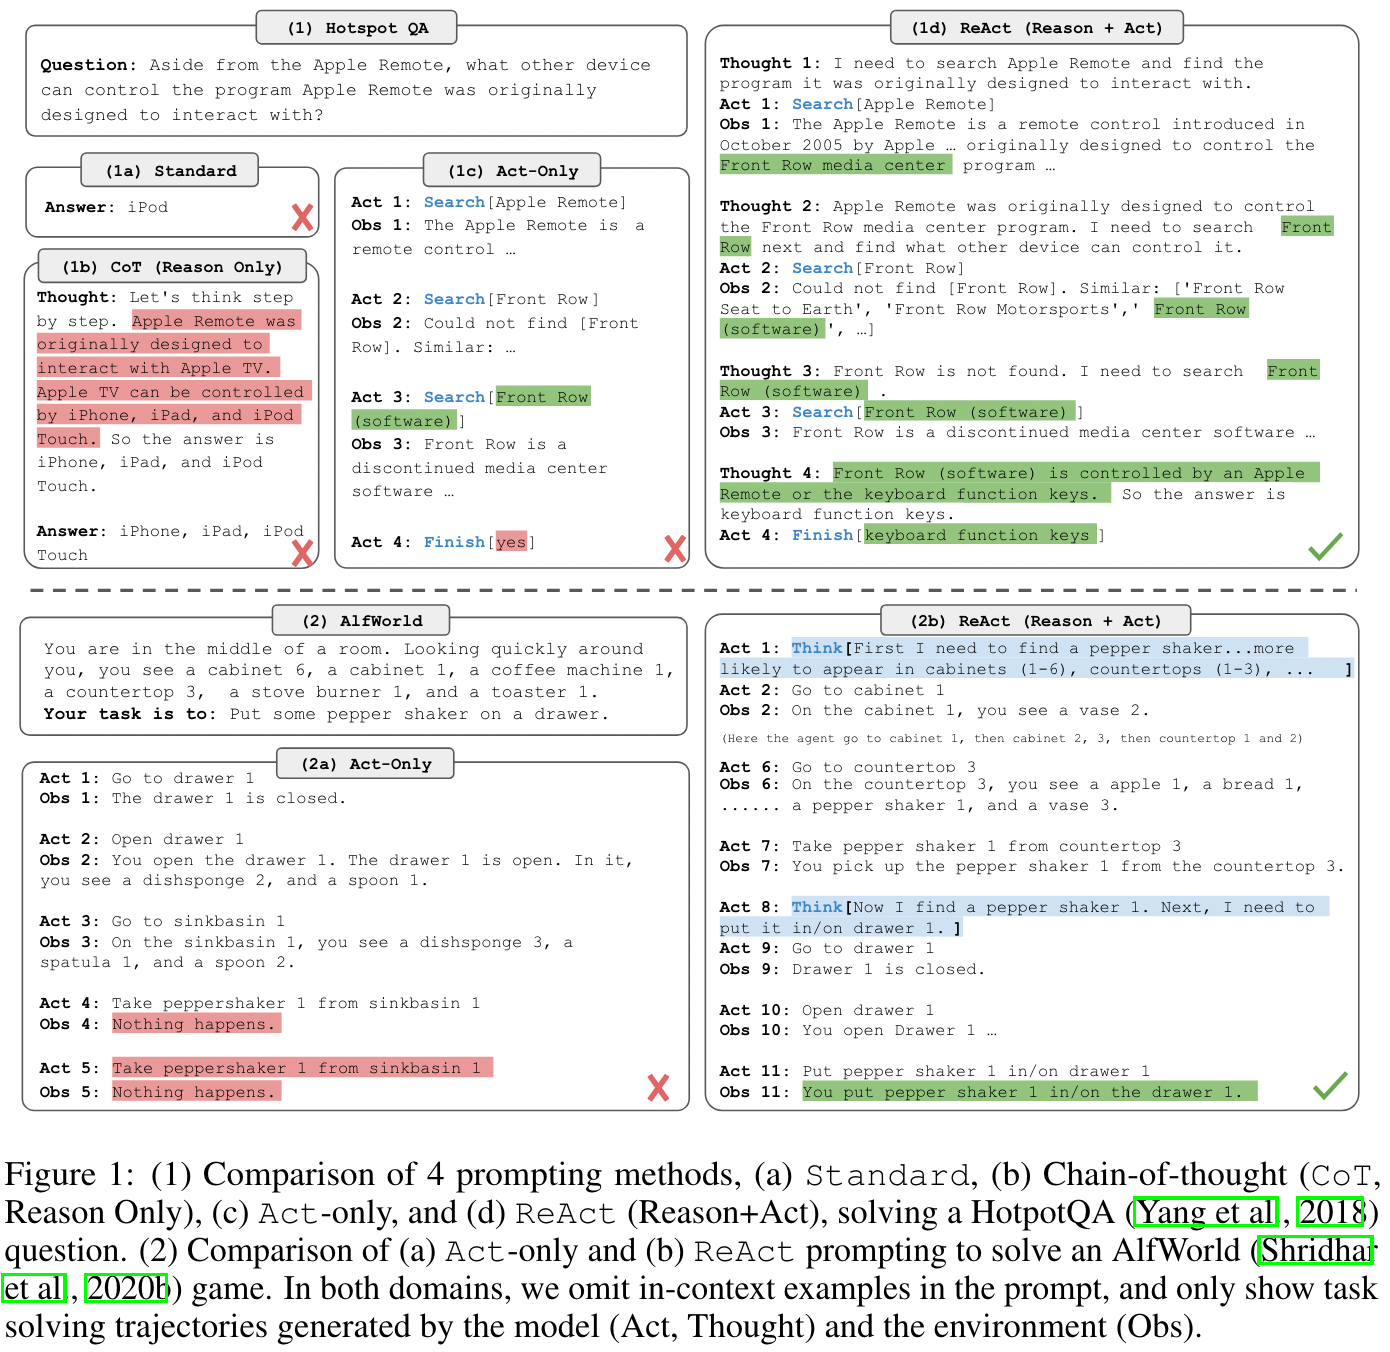 (1) Hotspot QA
Question: Aside from the Apple Remote, what other device
can control the program Apple Remote was originally
designed to interact with?
(1a) Standard
Answer: iPod
(1b) CoT (Reason Only)
Thought: Let's think step
by step. Apple Remote was
originally designed to
interact with Apple TV.
Apple TV can be controlled
by iPhone, iPad, and iPod
Touch. So the answer is
iPhone, iPad, and iPod
Touch.
Answer: iPhone, iPad, iPod
Touch
(1c) Act-Only
Act 1: Search[Apple Remote]
Obs 1: The Apple Remote is a
remote control …
Act 2: Search[Front Row]
Obs 2: Could not find [Front
Row]. Similar: …
Act 3: Search[Front Row
(software)]
Obs 3: Front Row is a
discontinued media center
software …
Act 4: Finish[yes]
(1d) ReAct (Reason + Act)
Thought 1: I need to search Apple Remote and find the
program it was originally designed to interact with.
Act 1: Search[Apple Remote]
Obs 1: The Apple Remote is a remote control introduced in
October 2005 by Apple … originally designed to control the
Front Row media center program …
Thought 2: Apple Remote was originally designed to control
the Front Row media center program. I need to search Front
Row next and find what other device can control it.
Act 2: Search[Front Row]
Obs 2: Could not find [Front Row]. Similar: ['Front Row
Seat to Earth', 'Front Row Motorsports',' Front Row
(software)', …]
Thought 3: Front Row is not found. I need to search Front
Row (software) .
Act 3: Search[Front Row (software)]
Obs 3: Front Row is a discontinued media center software …
Thought 4: Front Row (software) is controlled by an Apple
Remote or the keyboard function keys. So the answer is
keyboard function keys.
Act 4: Finish[keyboard function keys]
(2) AlfWorld
You are in the middle of a room. Looking quickly around
you, you see a cabinet 6, a cabinet 1, a coffee machine 1,
a countertop 3, a stove burner 1, and a toaster 1.
Your task is to: Put some pepper shaker on a drawer.
(2a) Act-Only
Act 1: Go to drawer 1
Obs 1: The drawer 1 is closed.
Act 2: Open drawer 1
Obs 2: You open the drawer 1. The drawer 1 is open. In it,
you see a dishsponge 2, and a spoon 1.
Act 3: Go to sinkbasin 1
Obs 3: On the sinkbasin 1, you see a dishsponge 3, a
spatula 1, and a spoon 2.
Act 4: Take peppershaker 1 from sinkbasin 1
Obs 4: Nothing happens.
Act 5: Take peppershaker 1 from sinkbasin 1
Obs 5: Nothing happens.
(2b) ReAct (Reason + Act)
Act 1: Think[First I need to find a pepper shaker...more
likely to appear in cabinets (1-6), countertops (1-3), ... ]
Act 2: Go to cabinet 1
Obs 2: On the cabinet 1, you see a vase 2.
(Here the agent go to cabinet 1, then cabinet 2, 3, then countertop 1 and 2)
Act 6: Go to countertop 3
Obs 6: On the countertop 3, you see a apple 1, a bread 1,
...... a pepper shaker 1, and a vase 3.
Act 7: Take pepper shaker 1 from countertop 3
Obs 7: You pick up the pepper shaker 1 from the countertop 3.
Act 8: Think[Now I find a pepper shaker 1. Next, I need to
put it in/on drawer 1. ]
Act 9: Go to drawer 1
Obs 9: Drawer 1 is closed.
Act 10: Open drawer 1
Obs 10: You open Drawer 1 …
Act 11: Put pepper shaker 1 in/on drawer 1
Obs 11: You put pepper shaker 1 in/on the drawer 1.
Figure 1: (1) Comparison of 4 prompting methods, (a) Standard, (b) Chain-of-thought (CoT,
Reason Only), (c) Act-only, and (d) ReAct (Reason+Act), solving a HotpotQA (Yang et al., 2018)
question. (2) Comparison of (a) Act-only and (b) ReAct prompting to solve an AlfWorld (Shridhar
et al., 2020b) game. In both domains, we omit in-context examples in the prompt, and only show task
solving trajectories generated by the model (Act, Thought) and the environment (Obs).